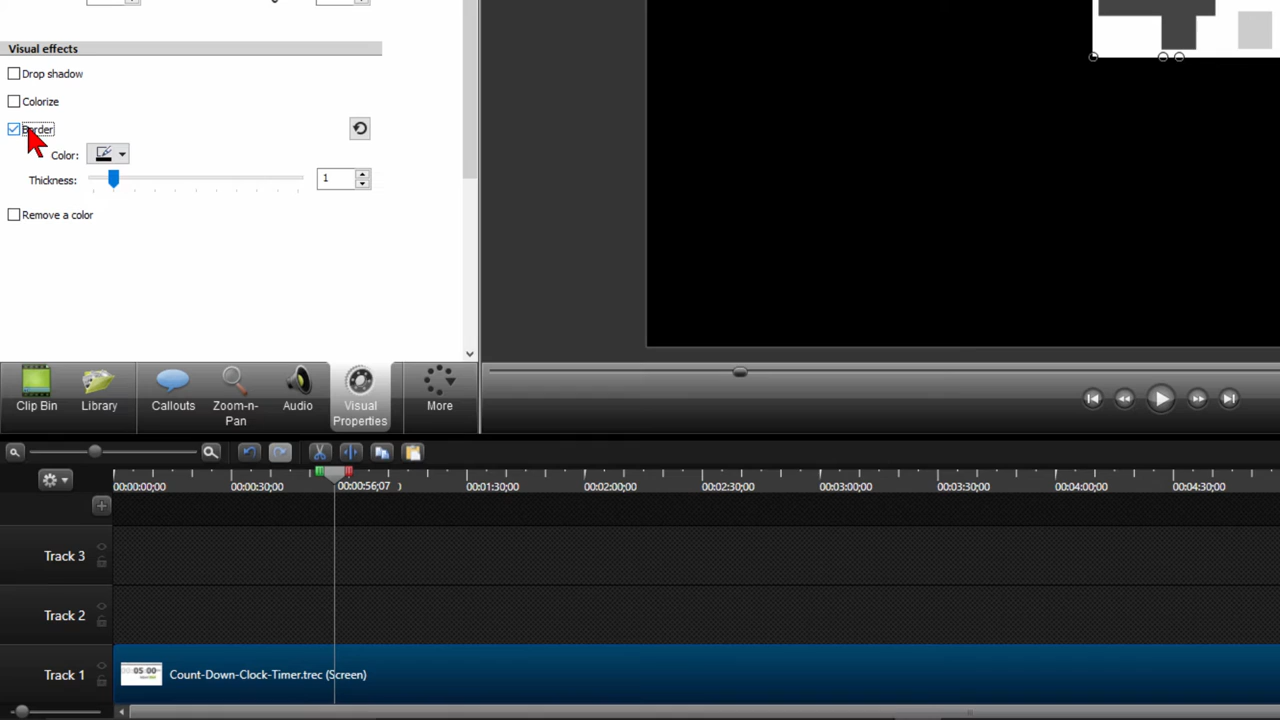 Visual effects
Drop shadow
Colorize
Border
Color:
Thickness: 1
Remove a color
Clip Bin
Library
Callouts
Zoom-n-Pan
Audio
Visual Properties
More
00:00:00;00 00:00:30;00 00:00:56;07 00:01:30;00 00:02:00;00 00:02:30;00 00:03:00;00 00:03:30;00 00:04:00;00 00:04:30;00
Track 3
Track 2
Track 1
05:00
Count-Down-Clock-Timer.trec (Screen)